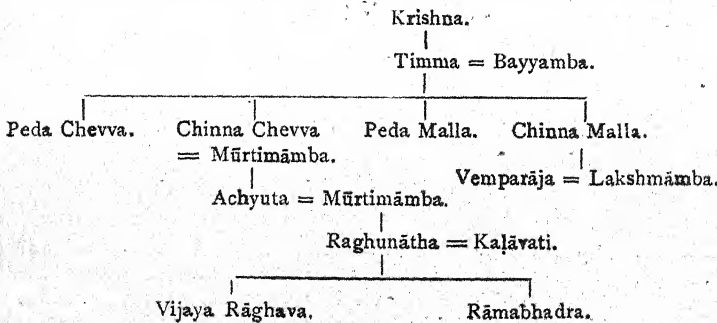 Krishna.
Timma = Bayyamba.
Peda Chevva. Chinna Chevva Peda Malla. Chinna Malla.
= Mūrtimāmba.
Vemparāja = Lakshmāmba.
Achyuta = Mūrtimāmba.
Raghunātha = Kaḷāvati.
Vijaya Rāghava. Rāmabhadra.